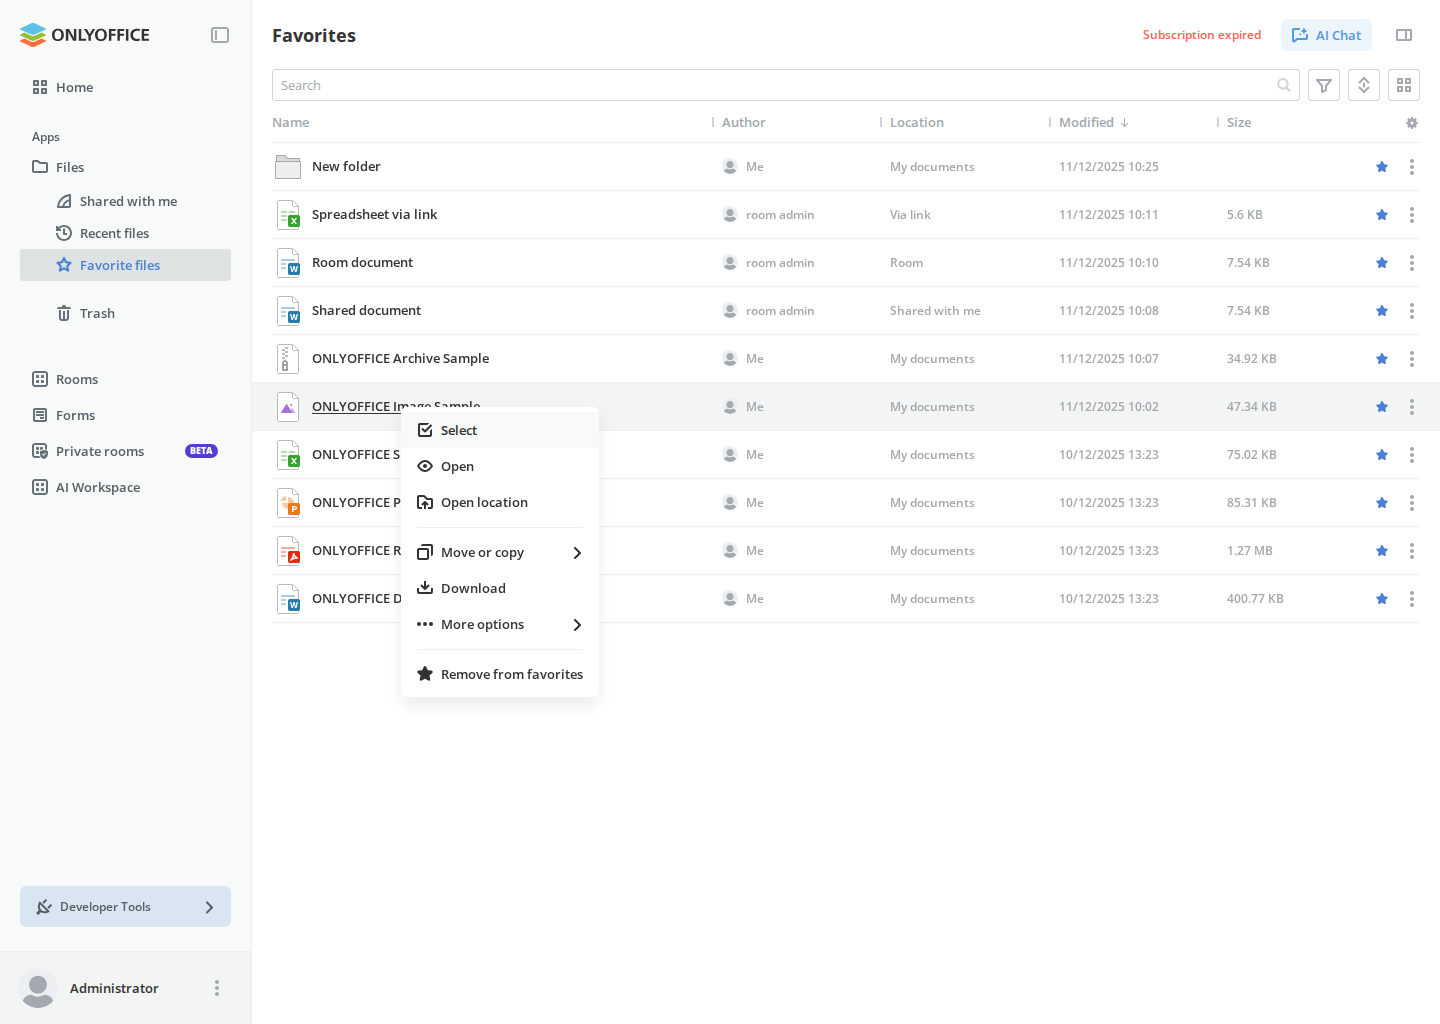 ONLYOFFICE
Home
Apps
Files
Shared with me
Recent files
Favorite files
Trash
Rooms
Forms
Private rooms BETA
AI Workspace
Developer Tools
Administrator
Favorites
Subscription expired
AI Chat
Search
Name Author Location Modified Size
New folder Me My documents 11/12/2025 10:25
Spreadsheet via link room admin Via link 11/12/2025 10:11 5.6 KB
Room document room admin Room 11/12/2025 10:10 7.54 KB
Shared document room admin Shared with me 11/12/2025 10:08 7.54 KB
ONLYOFFICE Archive Sample Me My documents 11/12/2025 10:07 34.92 KB
ONLYOFFICE Image Sample Me My documents 11/12/2025 10:02 47.34 KB
ONLYOFFICE S Me My documents 10/12/2025 13:23 75.02 KB
ONLYOFFICE P Me My documents 10/12/2025 13:23 85.31 KB
ONLYOFFICE R Me My documents 10/12/2025 13:23 1.27 MB
ONLYOFFICE D Me My documents 10/12/2025 13:23 400.77 KB
Select
Open
Open location
Move or copy
Download
More options
Remove from favorites